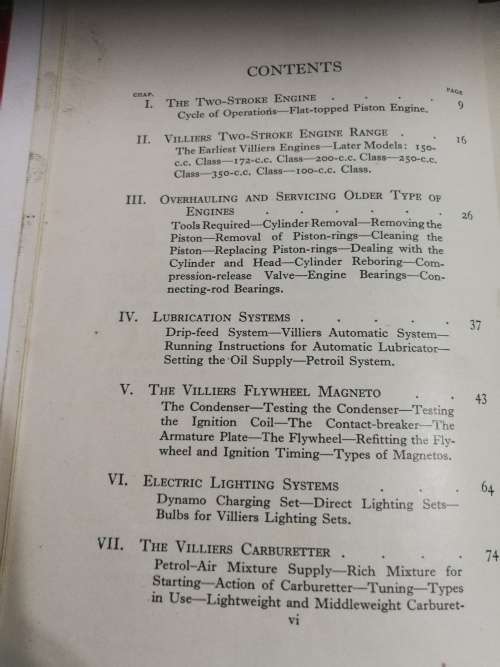 CONTENTS
CHAP. PAGE
I. THE TWO-STROKE ENGINE . . . . 9
Cycle of Operations—Flat-topped Piston Engine.
II. VILLIERS TWO-STROKE ENGINE RANGE . . 16
The Earliest Villiers Engines—Later Models: 150-
c.c. Class—172-c.c. Class—200-c.c. Class—250-c.c.
Class—350-c.c. Class—100-c.c. Class.
III. OVERHAULING AND SERVICING OLDER TYPE OF
ENGINES . . . . . . 26
Tools Required—Cylinder Removal—Removing the
Piston—Removal of Piston-rings—Cleaning the
Piston—Replacing Piston-rings—Dealing with the
Cylinder and Head—Cylinder Reboring—Com-
pression-release Valve—Engine Bearings—Con-
necting-rod Bearings.
IV. LUBRICATION SYSTEMS . . . . . 37
Drip-feed System—Villiers Automatic System—
Running Instructions for Automatic Lubricator—
Setting the Oil Supply—Petroil System.
V. THE VILLIERS FLYWHEEL MAGNETO . . 43
The Condenser—Testing the Condenser—Testing
the Ignition Coil—The Contact-breaker—The
Armature Plate—The Flywheel—Refitting the Fly-
wheel and Ignition Timing—Types of Magnetos.
VI. ELECTRIC LIGHTING SYSTEMS . . . 64
Dynamo Charging Set—Direct Lighting Sets—
Bulbs for Villiers Lighting Sets.
VII. THE VILLIERS CARBURETTER . . . . 74
Petrol-Air Mixture Supply—Rich Mixture for
Starting—Action of Carburetter—Tuning—Types
in Use—Lightweight and Middleweight Carburet-
vi